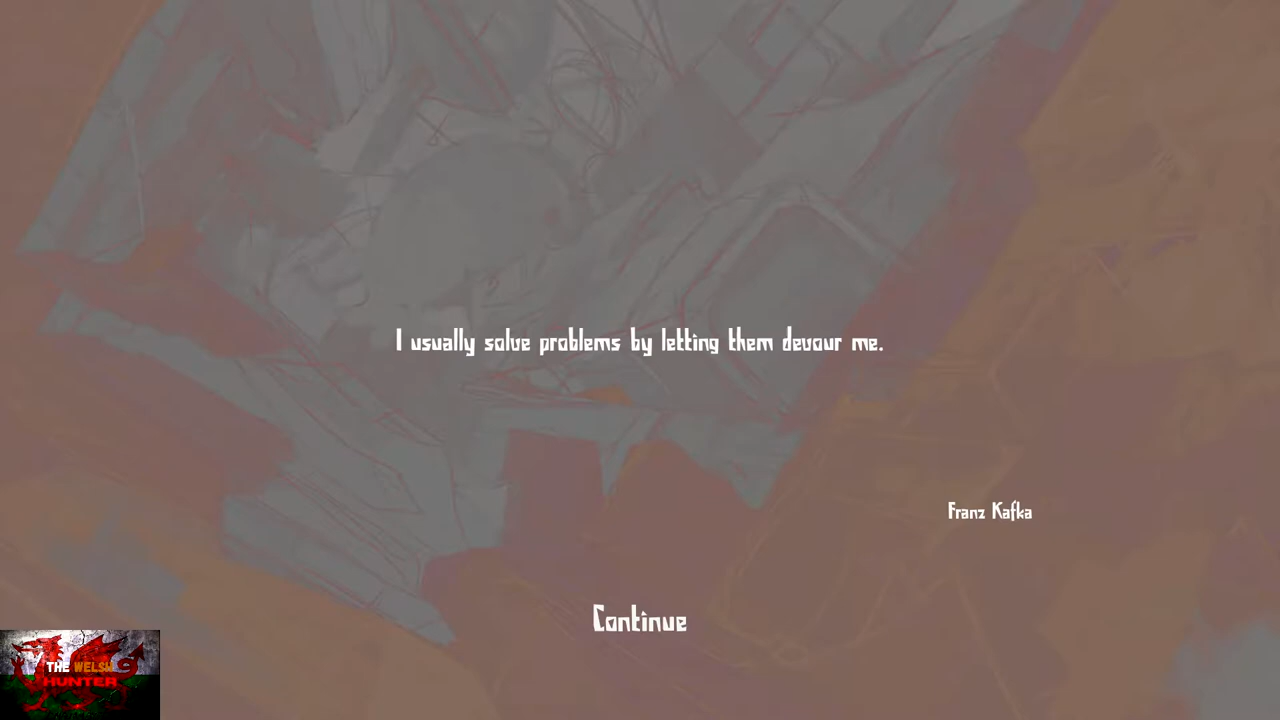 I usually solve problems by letting them devour me.
Franz Kafka
Continue
THE WELSH
HUNTER